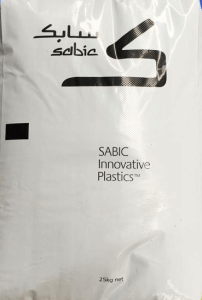 سابك
sabic
SABIC
Innovative
Plastics™
25kg net